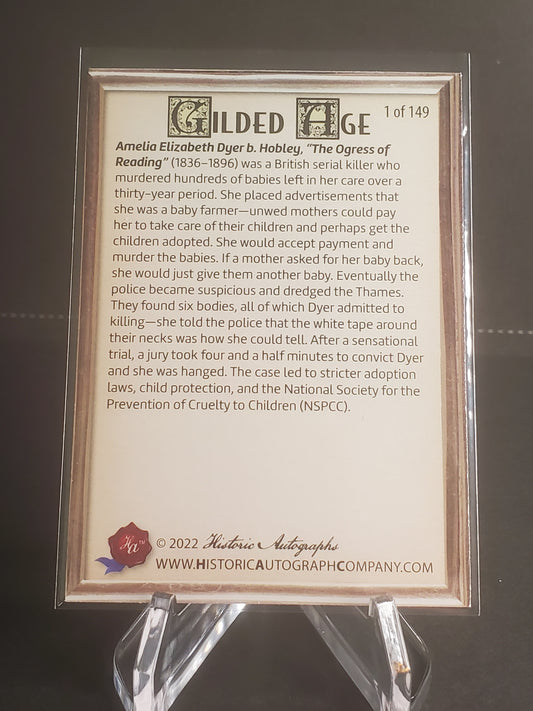 GILDED AGE 1 of 149
Amelia Elizabeth Dyer b. Hobley, "The Ogress of
Reading" (1836–1896) was a British serial killer who
murdered hundreds of babies left in her care over a
thirty-year period. She placed advertisements that
she was a baby farmer—unwed mothers could pay
her to take care of their children and perhaps get the
children adopted. She would accept payment and
murder the babies. If a mother asked for her baby back,
she would just give them another baby. Eventually the
police became suspicious and dredged the Thames.
They found six bodies, all of which Dyer admitted to
killing—she told the police that the white tape around
their necks was how she could tell. After a sensational
trial, a jury took four and a half minutes to convict Dyer
and she was hanged. The case led to stricter adoption
laws, child protection, and the National Society for the
Prevention of Cruelty to Children (NSPCC).
Ha™ © 2022 Historic Autographs
WWW.HISTORICAUTOGRAPHCOMPANY.COM